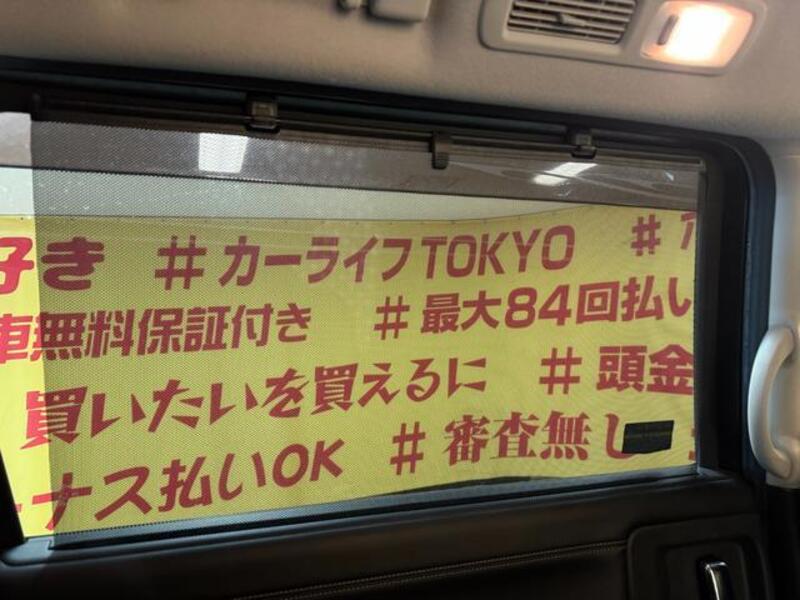 好き #カーライフTOKYO #
車無料保証付き #最大84回払い
買いたいを買えるに #頭金
ナス払いOK #審査無し